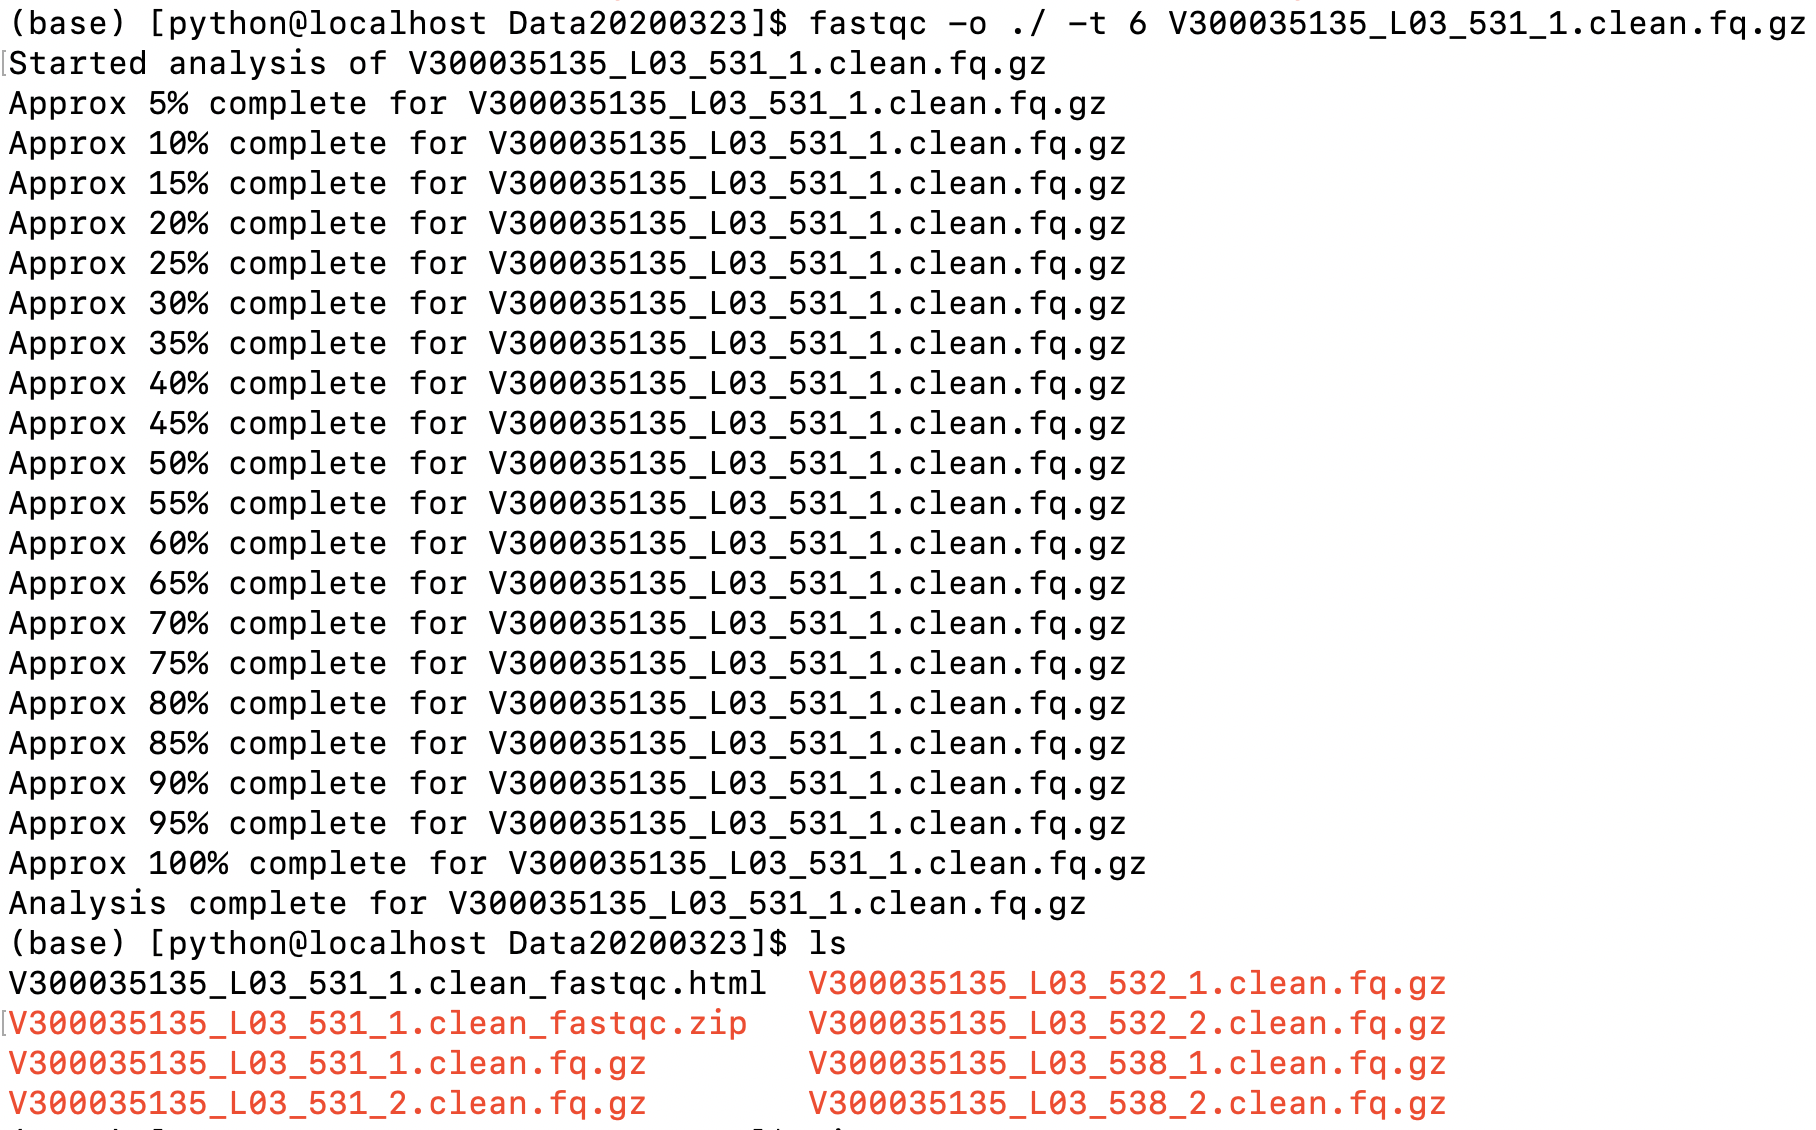 (base) [python@localhost Data20200323]$ fastqc -o ./ -t 6 V300035135_L03_531_1.clean.fq.gz
Started analysis of V300035135_L03_531_1.clean.fq.gz
Approx 5% complete for V300035135_L03_531_1.clean.fq.gz
Approx 10% complete for V300035135_L03_531_1.clean.fq.gz
Approx 15% complete for V300035135_L03_531_1.clean.fq.gz
Approx 20% complete for V300035135_L03_531_1.clean.fq.gz
Approx 25% complete for V300035135_L03_531_1.clean.fq.gz
Approx 30% complete for V300035135_L03_531_1.clean.fq.gz
Approx 35% complete for V300035135_L03_531_1.clean.fq.gz
Approx 40% complete for V300035135_L03_531_1.clean.fq.gz
Approx 45% complete for V300035135_L03_531_1.clean.fq.gz
Approx 50% complete for V300035135_L03_531_1.clean.fq.gz
Approx 55% complete for V300035135_L03_531_1.clean.fq.gz
Approx 60% complete for V300035135_L03_531_1.clean.fq.gz
Approx 65% complete for V300035135_L03_531_1.clean.fq.gz
Approx 70% complete for V300035135_L03_531_1.clean.fq.gz
Approx 75% complete for V300035135_L03_531_1.clean.fq.gz
Approx 80% complete for V300035135_L03_531_1.clean.fq.gz
Approx 85% complete for V300035135_L03_531_1.clean.fq.gz
Approx 90% complete for V300035135_L03_531_1.clean.fq.gz
Approx 95% complete for V300035135_L03_531_1.clean.fq.gz
Approx 100% complete for V300035135_L03_531_1.clean.fq.gz
Analysis complete for V300035135_L03_531_1.clean.fq.gz
(base) [python@localhost Data20200323]$ ls
V300035135_L03_531_1.clean_fastqc.html V300035135_L03_532_1.clean.fq.gz
V300035135_L03_531_1.clean_fastqc.zip V300035135_L03_532_2.clean.fq.gz
V300035135_L03_531_1.clean.fq.gz V300035135_L03_538_1.clean.fq.gz
V300035135_L03_531_2.clean.fq.gz V300035135_L03_538_2.clean.fq.gz